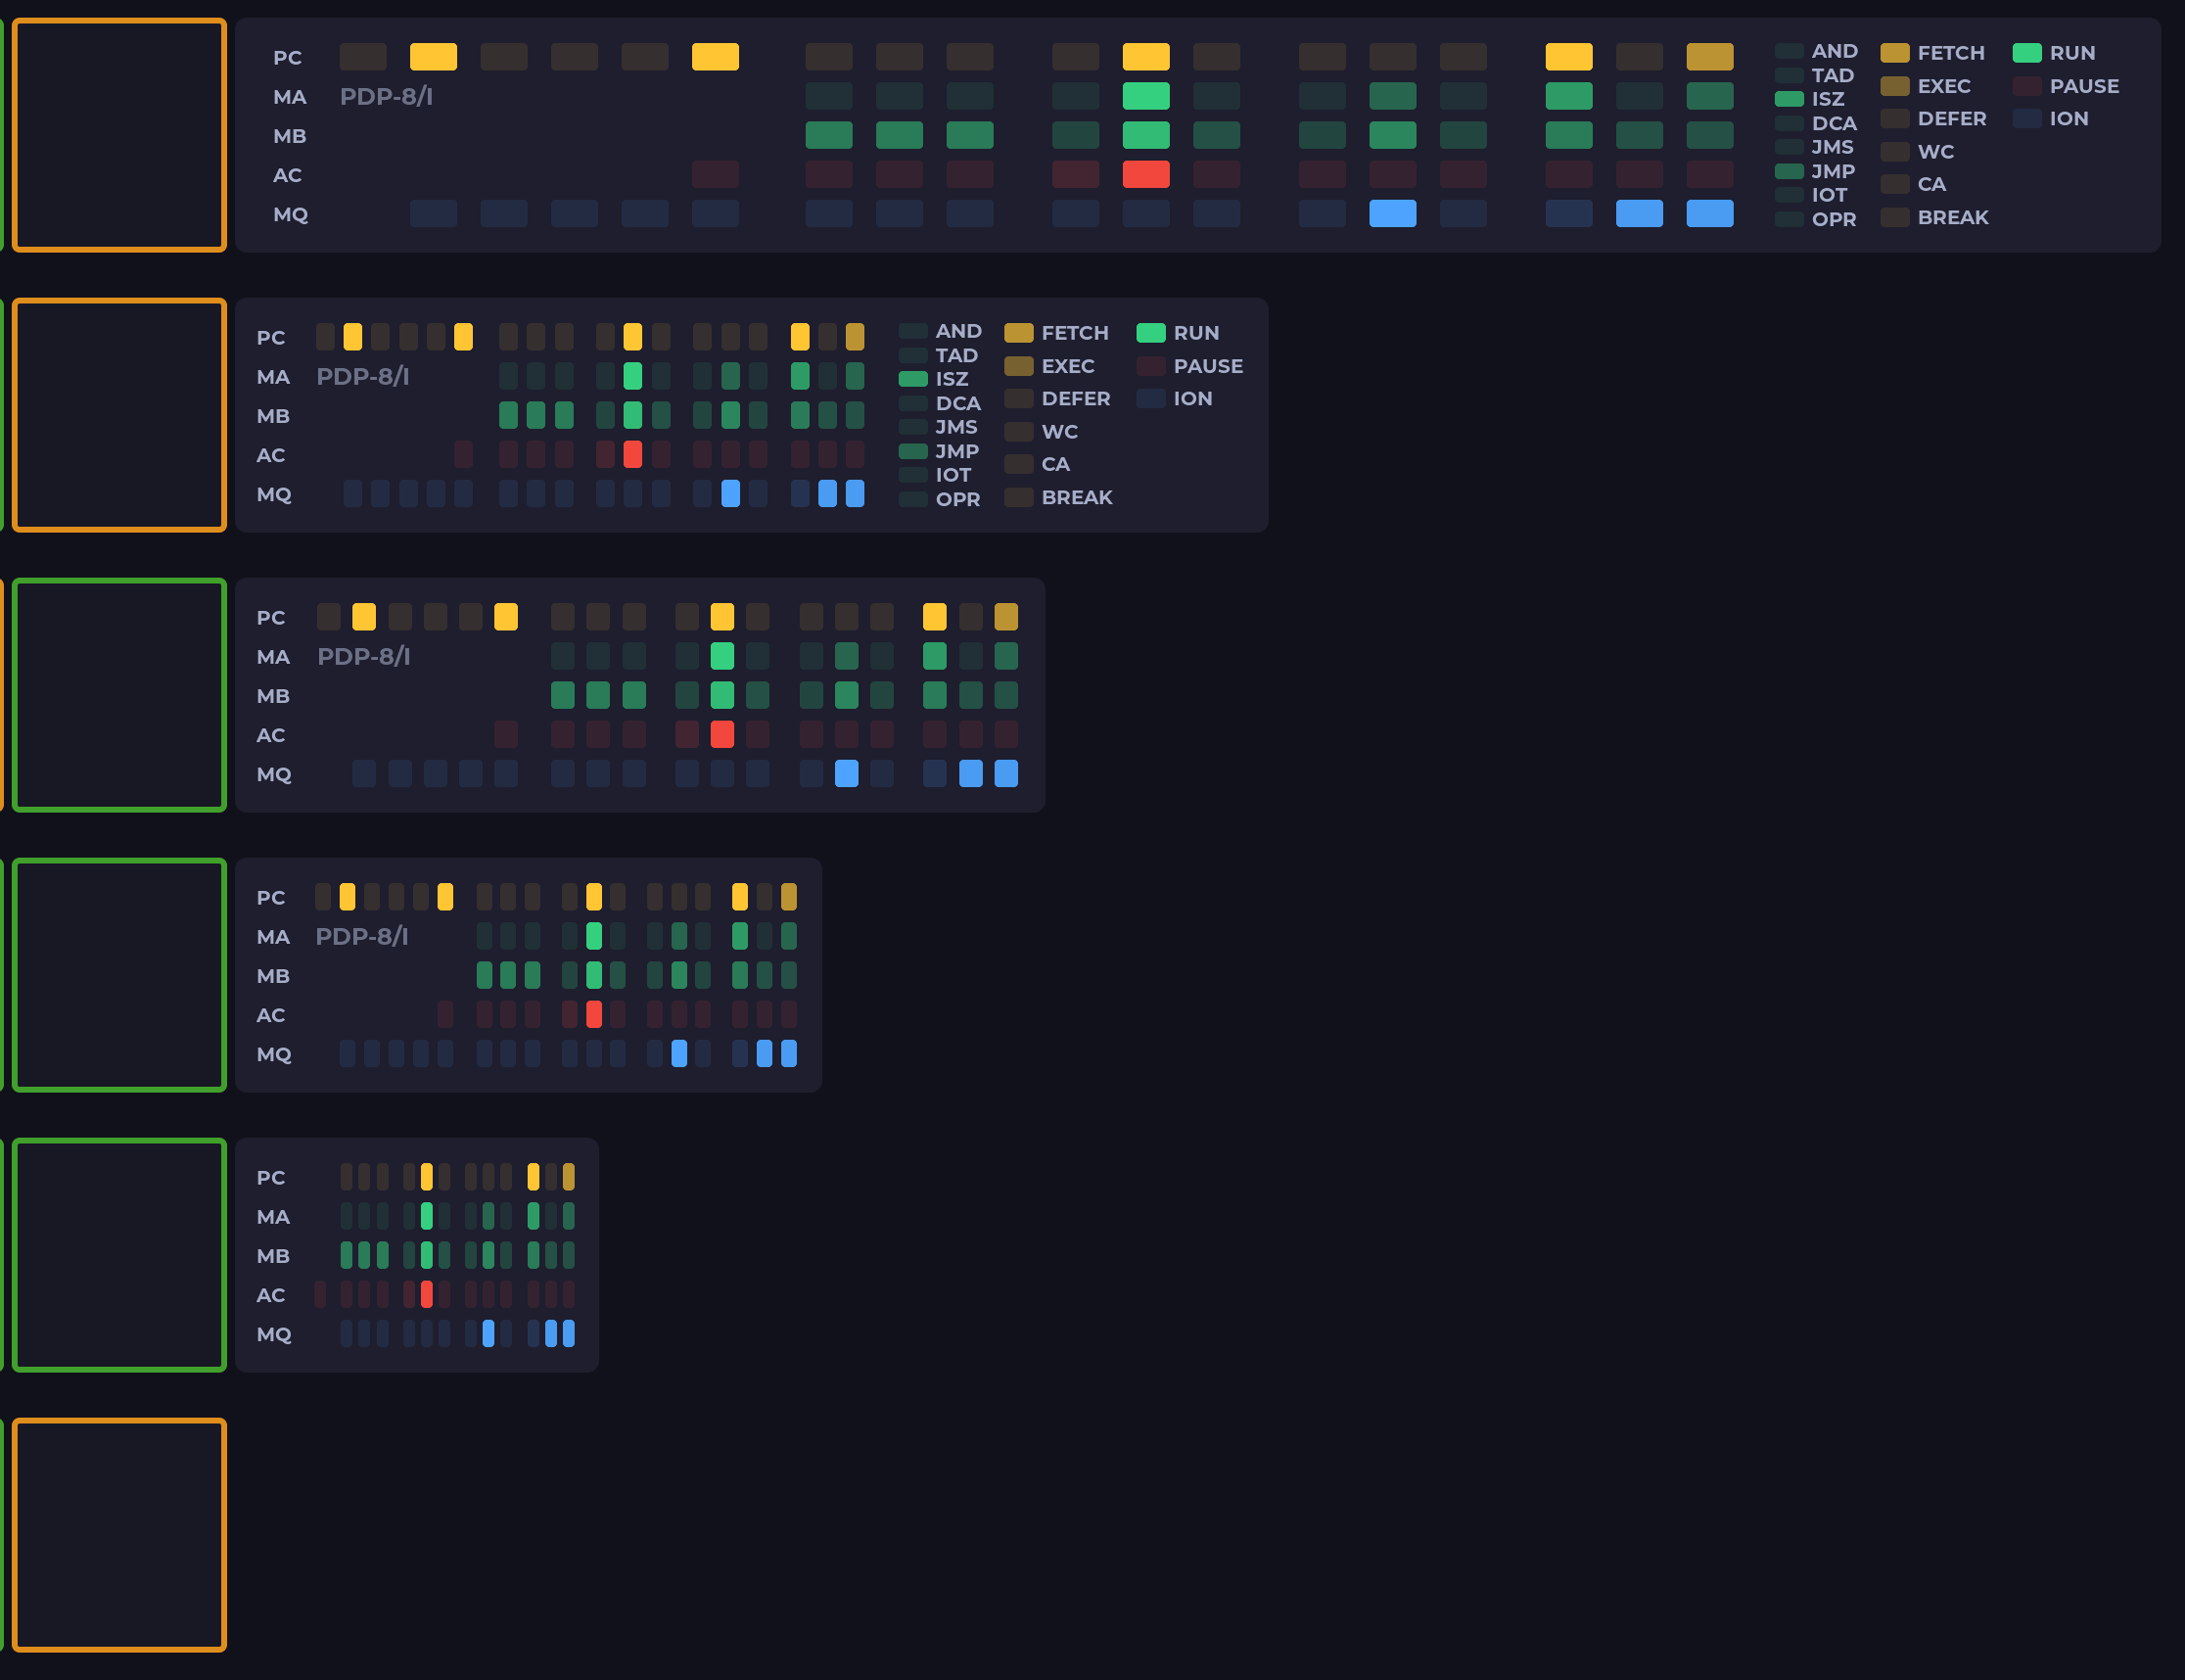 PC
MA PDP-8/I
MB
AC
MQ
AND
TAD
ISZ
DCA
JMS
JMP
IOT
OPR
FETCH
EXEC
DEFER
WC
CA
BREAK
RUN
PAUSE
ION
PC
MA PDP-8/I
MB
AC
MQ
AND
TAD
ISZ
DCA
JMS
JMP
IOT
OPR
FETCH
EXEC
DEFER
WC
CA
BREAK
RUN
PAUSE
ION
PC
MA PDP-8/I
MB
AC
MQ
PC
MA PDP-8/I
MB
AC
MQ
PC
MA
MB
AC
MQ